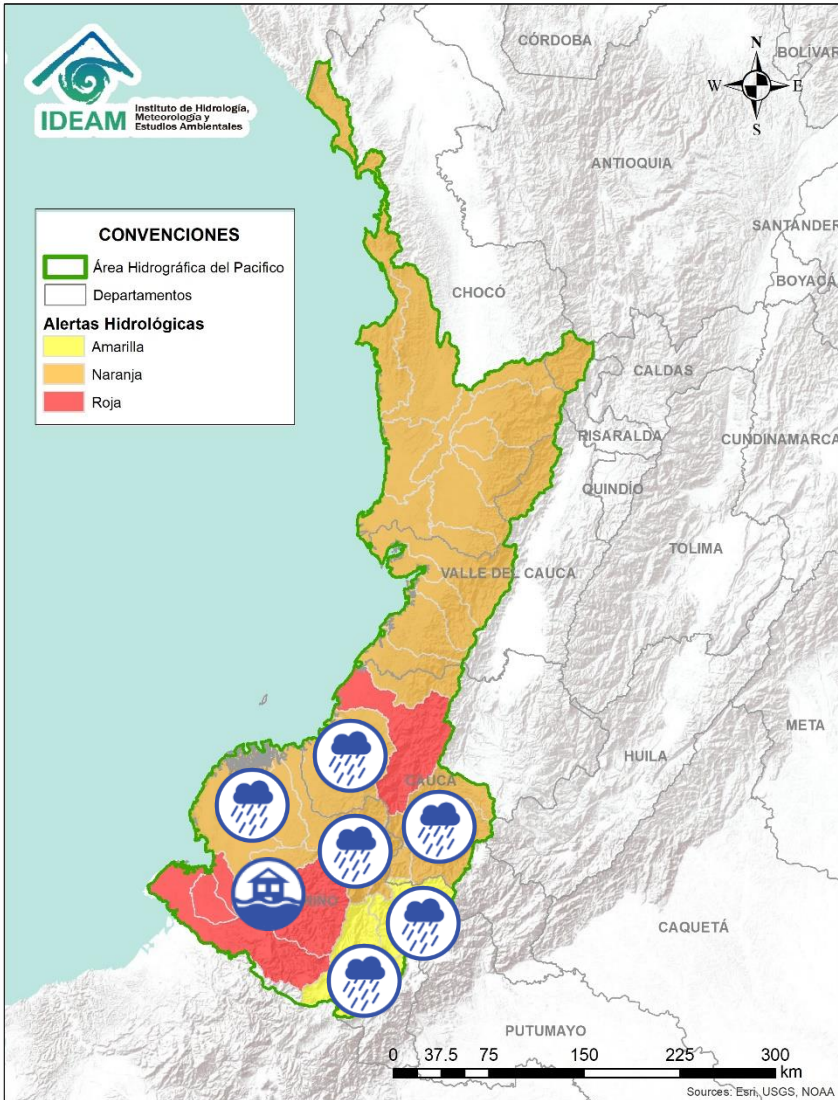 IDEAM
Instituto de Hidrología,
Meteorología y
Estudios Ambientales
CÓRDOBA
BOLÍVAR
N
W
E
S
ANTIOQUIA
SANTANDER
BOYACÁ
CONVENCIONES
Área Hidrográfica del Pacifico
Departamentos
Alertas Hidrológicas
Amarilla
Naranja
Roja
CHOCÓ
CALDAS
RISARALDA
CUNDINAMARCA
QUINDÍO
TOLIMA
VALLE DEL CAUCA
META
HUILA
CAUCA
CAQUETÁ
PUTUMAYO
0 37.5 75 150 225 300
km
Sources: Esri, USGS, NOAA